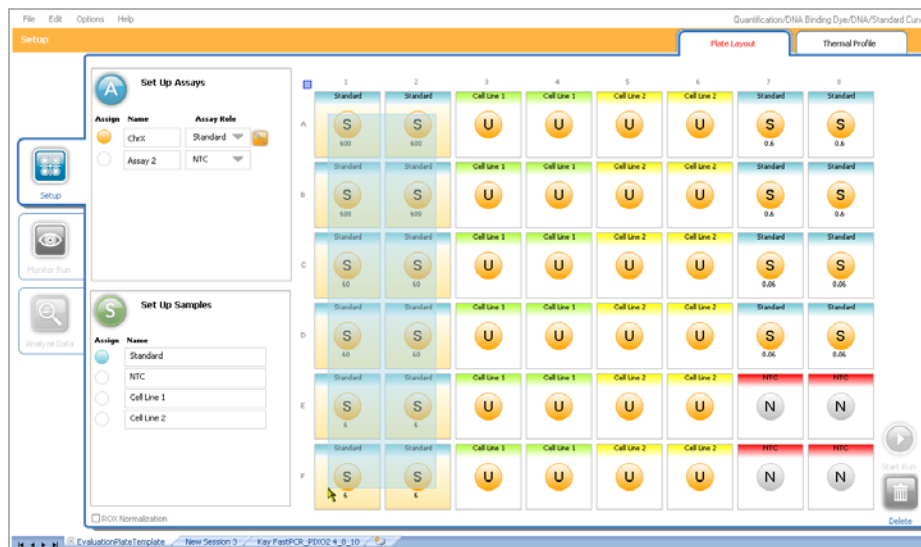 File Edit Options Help
Quantification/DNA Binding Dye/DNA/Standard Curv
Setup
Plate Layout Thermal Profile
A Set Up Assays
Assign Name Assay Role
ChrX Standard
Assay 2 NTC
Setup
Monitor Run
Analyze Data
S Set Up Samples
Assign Name
Standard
NTC
Cell Line 1
Cell Line 2
1 2 3 4 5 6 7 8
Standard Standard Cell Line 1 Cell Line 1 Cell Line 2 Cell Line 2 Standard Standard
A S S U U U U S S
600 600 0.6 0.6
Standard Standard Cell Line 1 Cell Line 1 Cell Line 2 Cell Line 2 Standard Standard
B S S U U U U S S
600 600 0.6 0.6
Standard Standard Cell Line 1 Cell Line 1 Cell Line 2 Cell Line 2 Standard Standard
C S S U U U U S S
60 60 0.06 0.06
Standard Standard Cell Line 1 Cell Line 1 Cell Line 2 Cell Line 2 Standard Standard
D S S U U U U S S
60 60 0.06 0.06
Standard Standard Cell Line 1 Cell Line 1 Cell Line 2 Cell Line 2 NTC NTC
E S S U U U U N N
6 6
Standard Standard Cell Line 1 Cell Line 1 Cell Line 2 Cell Line 2 NTC NTC
F S S U U U U N N
6 6
Start Run
Delete
ROX Normalization
EvaluationPlateTemplate New Session 3 Kay FastPCR_PIXO2 4_8_10